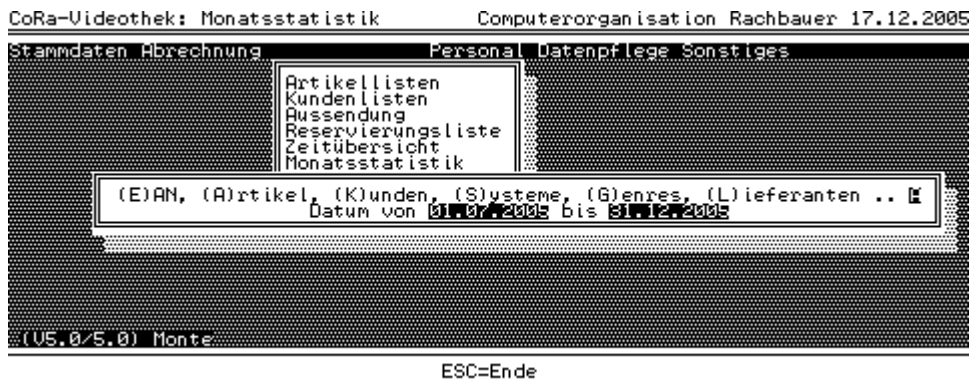 CoRa-Videothek: Monatsstatistik Computerorganisation Rachbauer 17.12.2005
Stammdaten Abrechnung Personal Datenpflege Sonstiges
Artikellisten
Kundenlisten
Aussendung
Reservierungsliste
Zeitübersicht
Monatsstatistik
(E)AN, (A)rtikel, (K)unden, (S)ysteme, (G)enres, (L)ieferanten ..
Datum von 01.07.2005 bis 31.12.2005
(V5.0/5.0) Monte
ESC=Ende